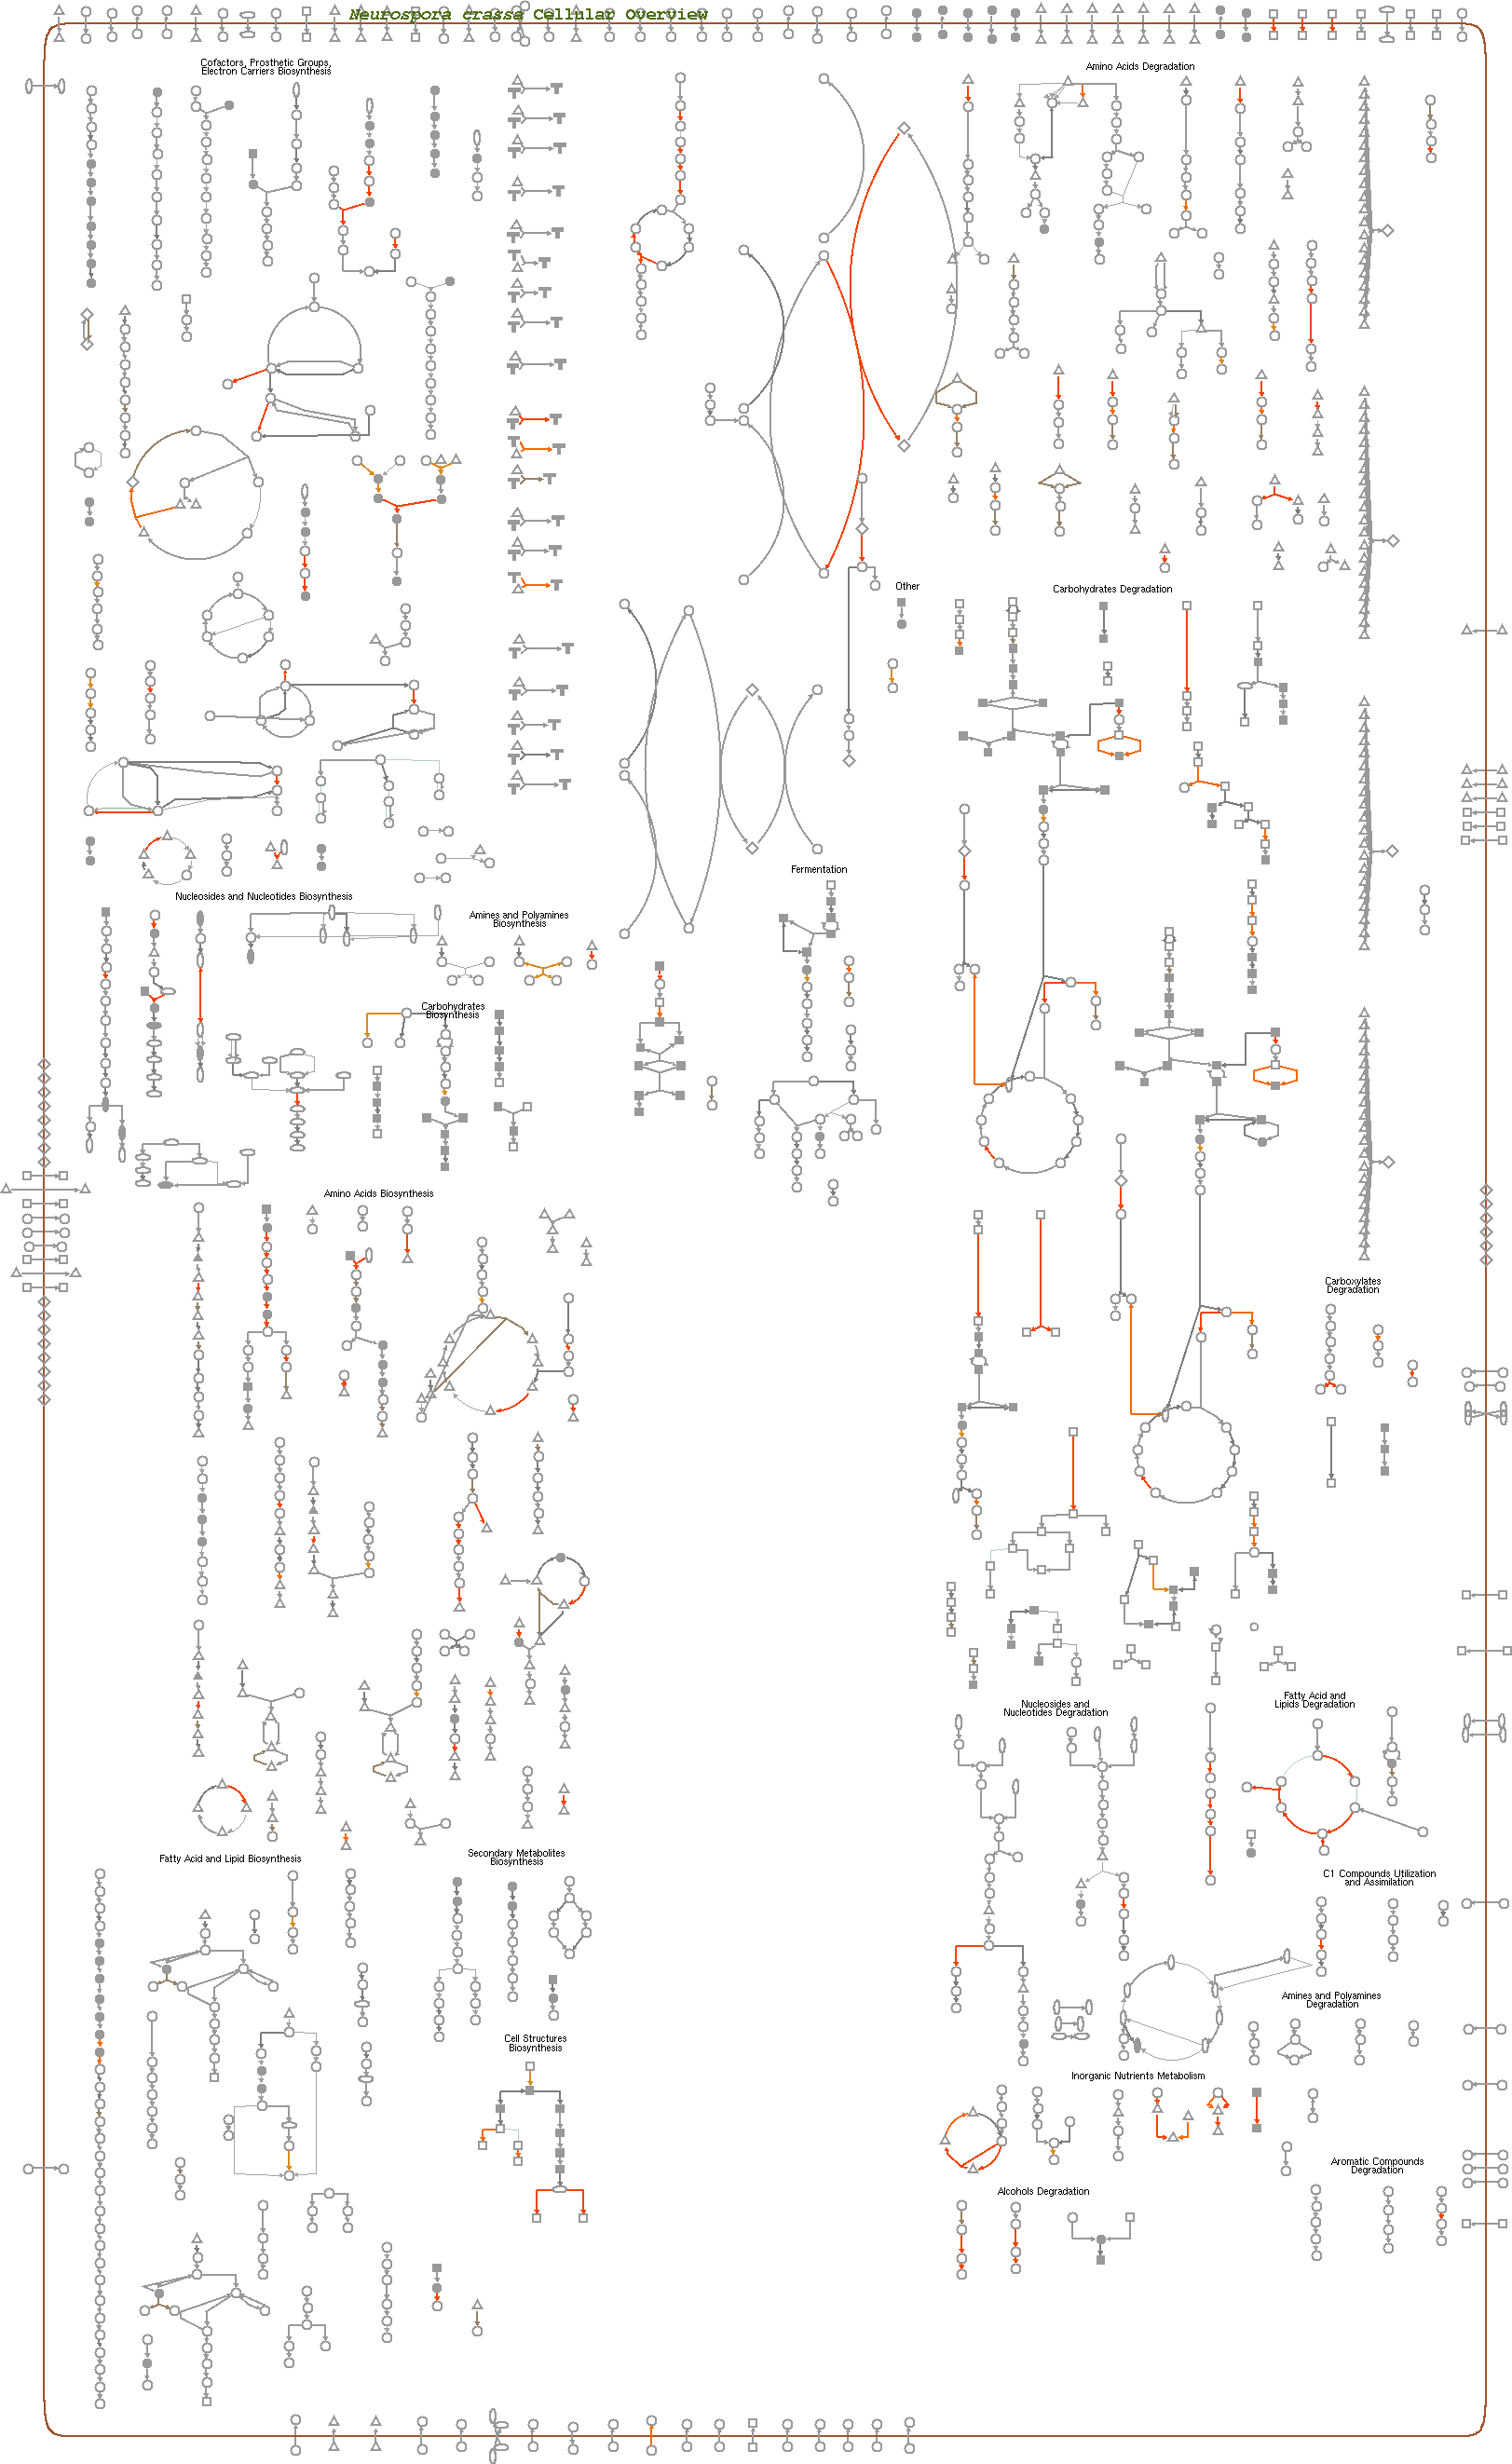 Neurospora crassa Cellular Overview
Cofactors, Prosthetic Groups,
Electron Carriers Biosynthesis
Amino Acids Degradation
Other
Carbohydrates Degradation
Fermentation
Nucleosides and Nucleotides Biosynthesis
Amines and Polyamines
Biosynthesis
Carbohydrates
Biosynthesis
Amino Acids Biosynthesis
Carboxylates
Degradation
Nucleosides and
Nucleotides Degradation
Fatty Acid and
Lipids Degradation
Fatty Acid and Lipid Biosynthesis
Secondary Metabolites
Biosynthesis
C1 Compounds Utilization
and Assimilation
Amines and Polyamines
Degradation
Cell Structures
Biosynthesis
Inorganic Nutrients Metabolism
Aromatic Compounds
Degradation
Alcohols Degradation